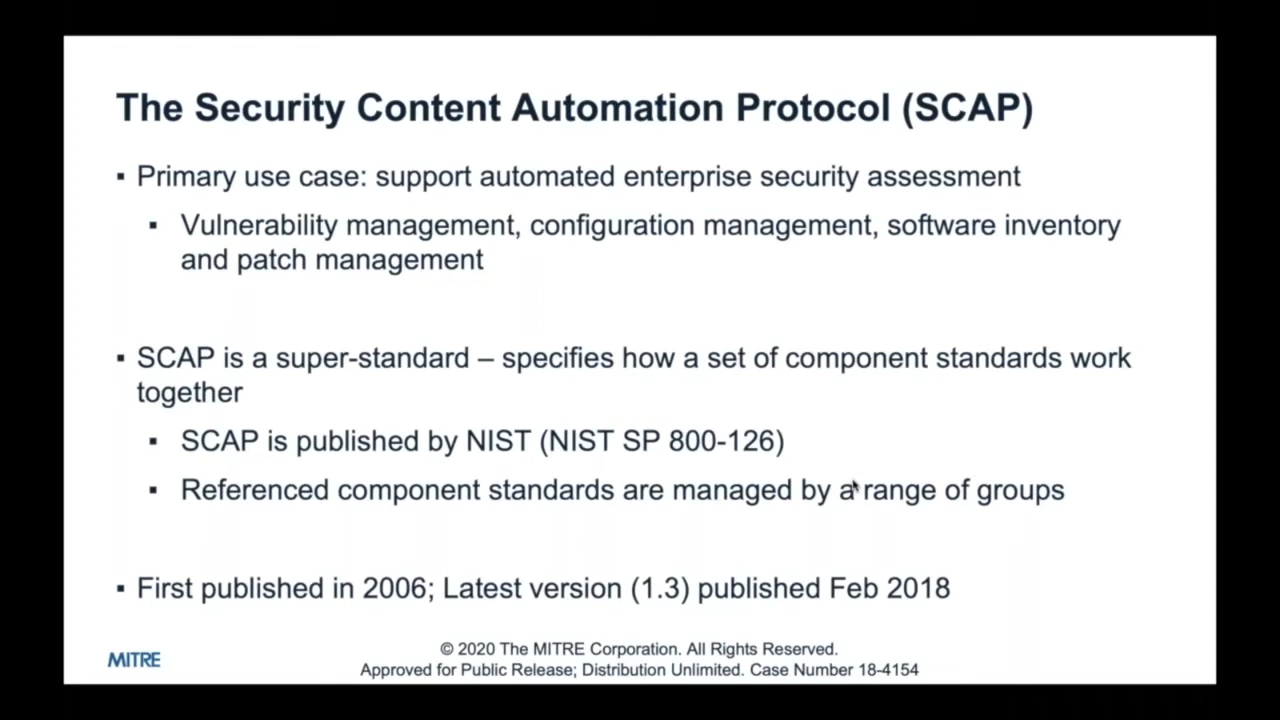 The Security Content Automation Protocol (SCAP)
▪ Primary use case: support automated enterprise security assessment
▪ Vulnerability management, configuration management, software inventory
and patch management
▪ SCAP is a super-standard – specifies how a set of component standards work
together
▪ SCAP is published by NIST (NIST SP 800-126)
▪ Referenced component standards are managed by a range of groups
▪ First published in 2006; Latest version (1.3) published Feb 2018
MITRE
© 2020 The MITRE Corporation. All Rights Reserved.
Approved for Public Release; Distribution Unlimited. Case Number 18-4154